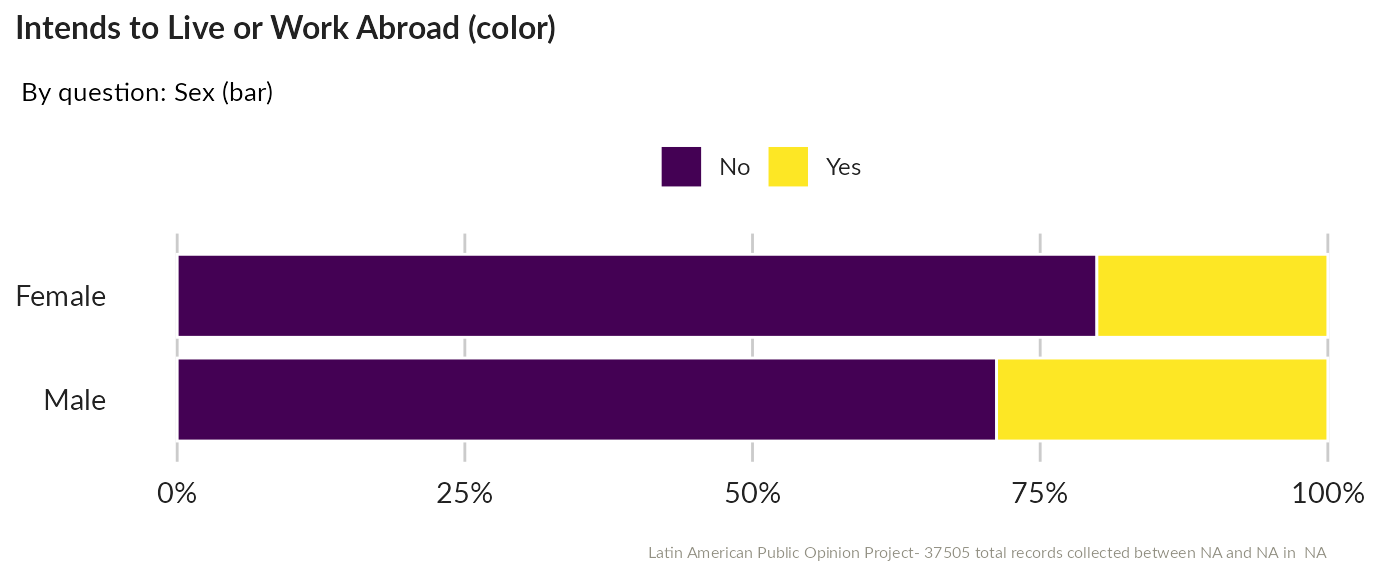 Intends to Live or Work Abroad (color)
By question: Sex (bar)
No Yes
Female
Male
0% 25% 50% 75% 100%
Latin American Public Opinion Project- 37505 total records collected between NA and NA in  NA